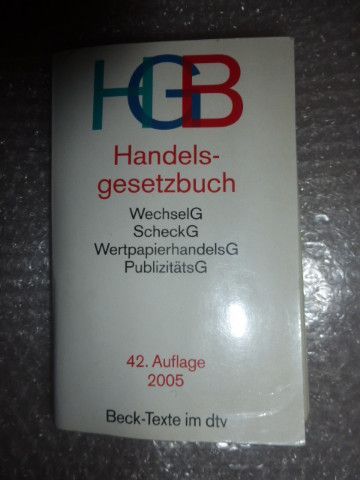 HGB
Handels-
gesetzbuch
WechselG
ScheckG
WertpapierhandelsG
PublizitätsG
42. Auflage
2005
Beck-Texte im dtv